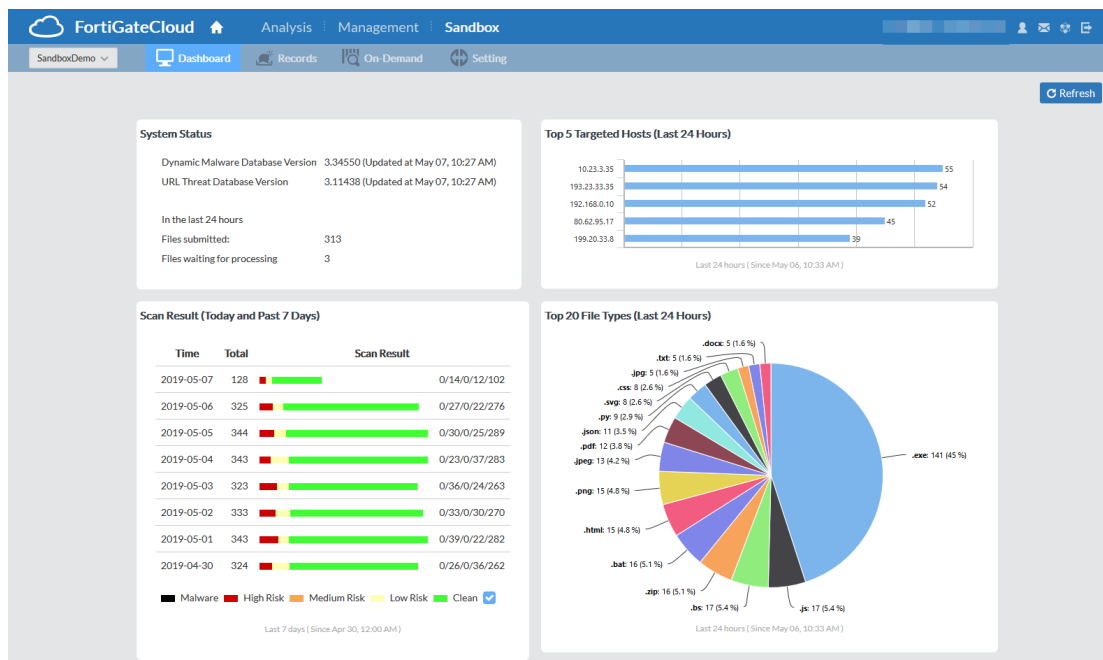 FortiGateCloud Analysis Management Sandbox
SandboxDemo Dashboard Records On-Demand Setting
Refresh
System Status
Dynamic Malware Database Version 3.34550 (Updated at May 07, 10:27 AM)
URL Threat Database Version 3.11438 (Updated at May 07, 10:27 AM)
In the last 24 hours
Files submitted: 313
Files waiting for processing 3
Top 5 Targeted Hosts (Last 24 Hours)
10.23.3.35 55
193.23.33.35 54
192.168.0.10 52
80.62.95.17 45
199.20.33.8 39
Last 24 hours ( Since May 06, 10:33 AM )
Scan Result (Today and Past 7 Days)
Time Total Scan Result
2019-05-07 128 0/14/0/12/102
2019-05-06 325 0/27/0/22/276
2019-05-05 344 0/30/0/25/289
2019-05-04 343 0/23/0/37/283
2019-05-03 323 0/36/0/24/263
2019-05-02 333 0/33/0/30/270
2019-05-01 343 0/39/0/22/282
2019-04-30 324 0/26/0/36/262
Malware High Risk Medium Risk Low Risk Clean
Last 7 days ( Since Apr 30, 12:00 AM )
Top 20 File Types (Last 24 Hours)
.docx: 5 (1.6 %)
.txt: 5 (1.6 %)
.jpg: 5 (1.6 %)
.css: 8 (2.6 %)
.svg: 8 (2.6 %)
.py: 9 (2.9 %)
.json: 11 (3.5 %)
.pdf: 12 (3.8 %)
.jpeg: 13 (4.2 %)
.png: 15 (4.8 %)
.html: 15 (4.8 %)
.bat: 16 (5.1 %)
.zip: 16 (5.1 %)
.bs: 17 (5.4 %)
.js: 17 (5.4 %)
.exe: 141 (45 %)
Last 24 hours ( Since May 06, 10:33 AM )